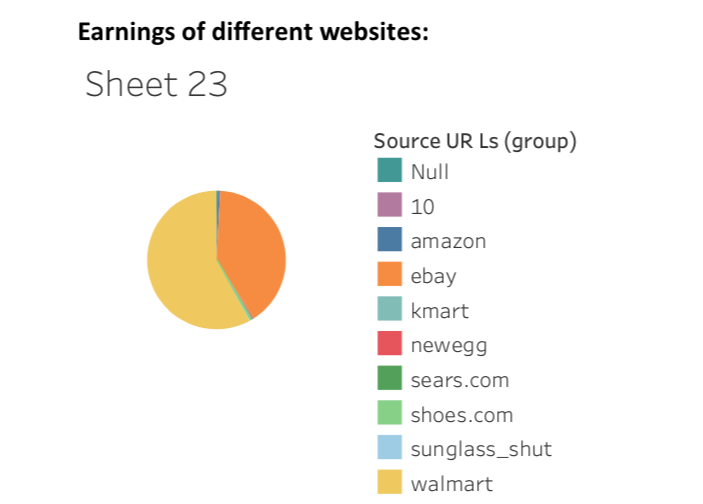 Earnings of different websites:
Sheet 23
Source UR Ls (group)
Null
10
amazon
ebay
kmart
newegg
sears.com
shoes.com
sunglass_shut
walmart